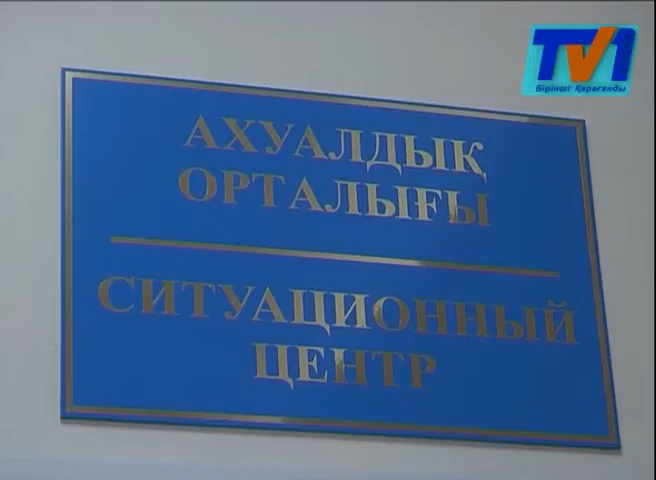 TV1
Бірінші Қарағанды
АХУАЛДЫҚ
ОРТАЛЫҒЫ
СИТУАЦИОННЫЙ
ЦЕНТР